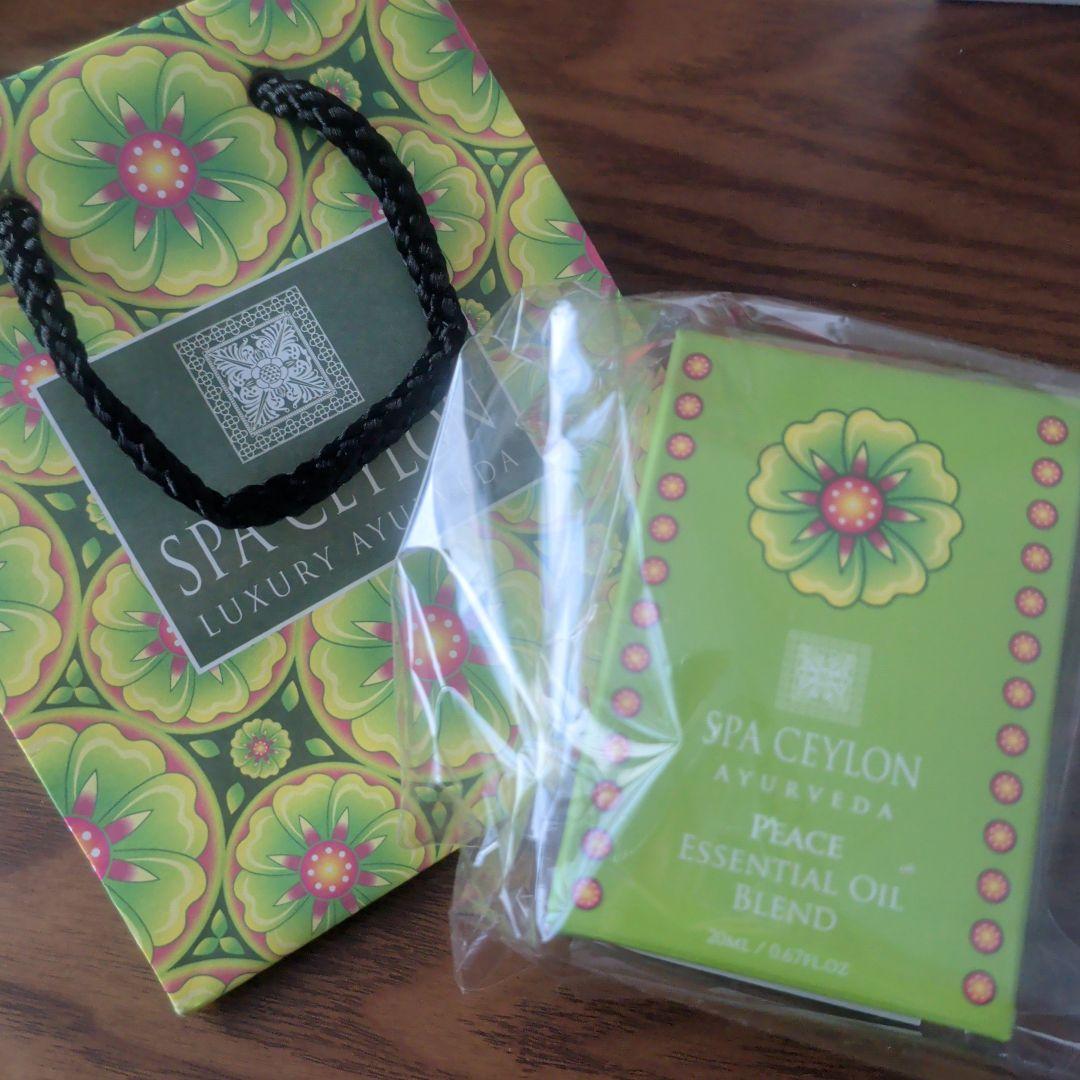 SPA CEYLON
LUXURY AYURVEDA
SPA CEYLON
AYURVEDA
PEACE
ESSENTIAL OIL
BLEND
20ML / 0.67FL.OZ